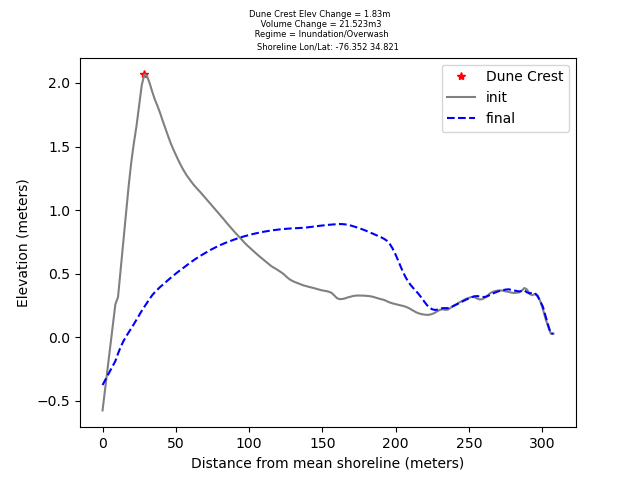 Dune Crest Elev Change = 1.83m
Volume Change = 21.523m3
Regime = Inundation/Overwash
Shoreline Lon/Lat: -76.352 34.821
Dune Crest
init
final
2.0
1.5
1.0
0.5
0.0
−0.5
Elevation (meters)
0 50 100 150 200 250 300
Distance from mean shoreline (meters)